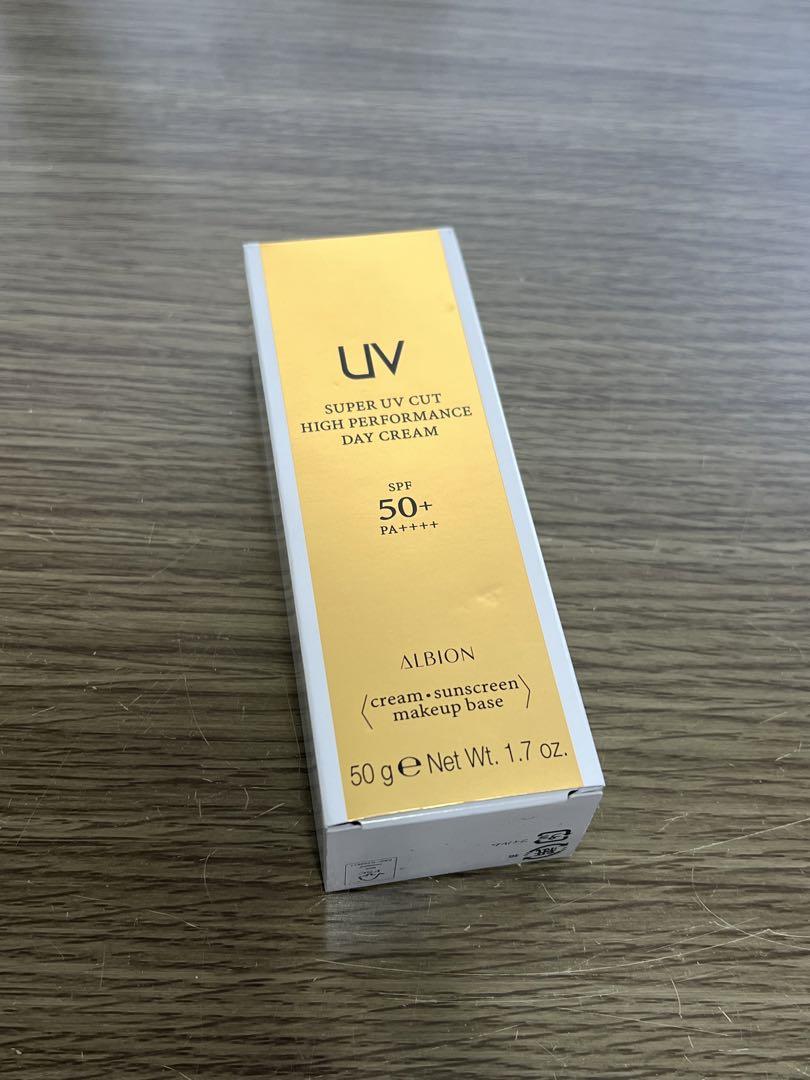 UV
SUPER UV CUT
HIGH PERFORMANCE
DAY CREAM
SPF
50+
PA++++
ALBION
〈cream・sunscreen
makeup base〉
50 g ℮ Net Wt. 1.7 oz.